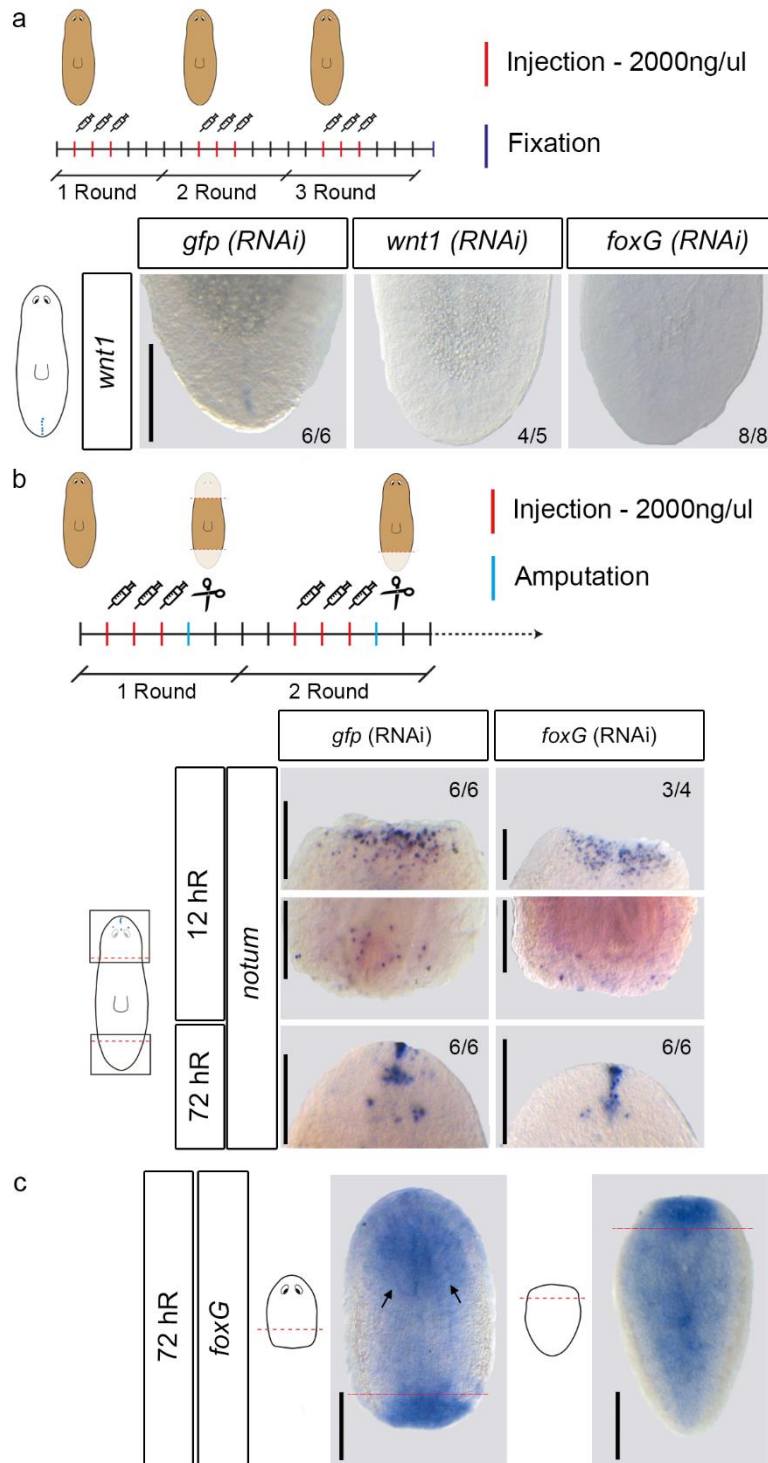 a
Injection - 2000ng/ul
Fixation
1 Round 2 Round 3 Round
gfp (RNAi) wnt1 (RNAi) foxG (RNAi)
wnt1
6/6 4/5 8/8
b
Injection - 2000ng/ul
Amputation
1 Round 2 Round
gfp (RNAi) foxG (RNAi)
12 hR
notum
6/6 3/4
72 hR
6/6 6/6
c
72 hR
foxG